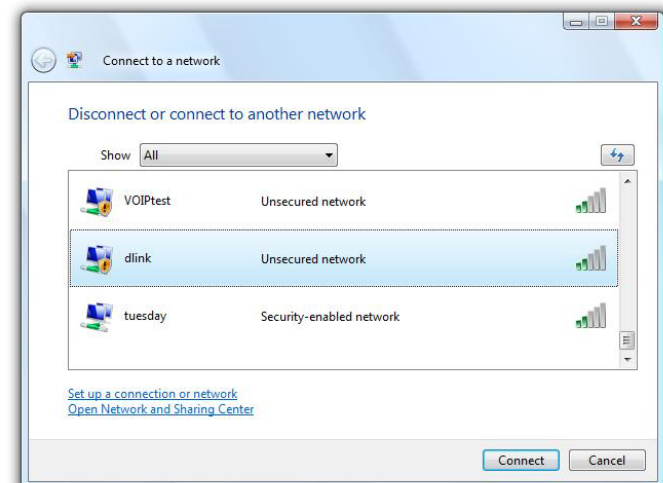 Connect to a network
Disconnect or connect to another network
Show All
VOIPtest Unsecured network
dlink Unsecured network
tuesday Security-enabled network
Set up a connection or network
Open Network and Sharing Center
Connect Cancel